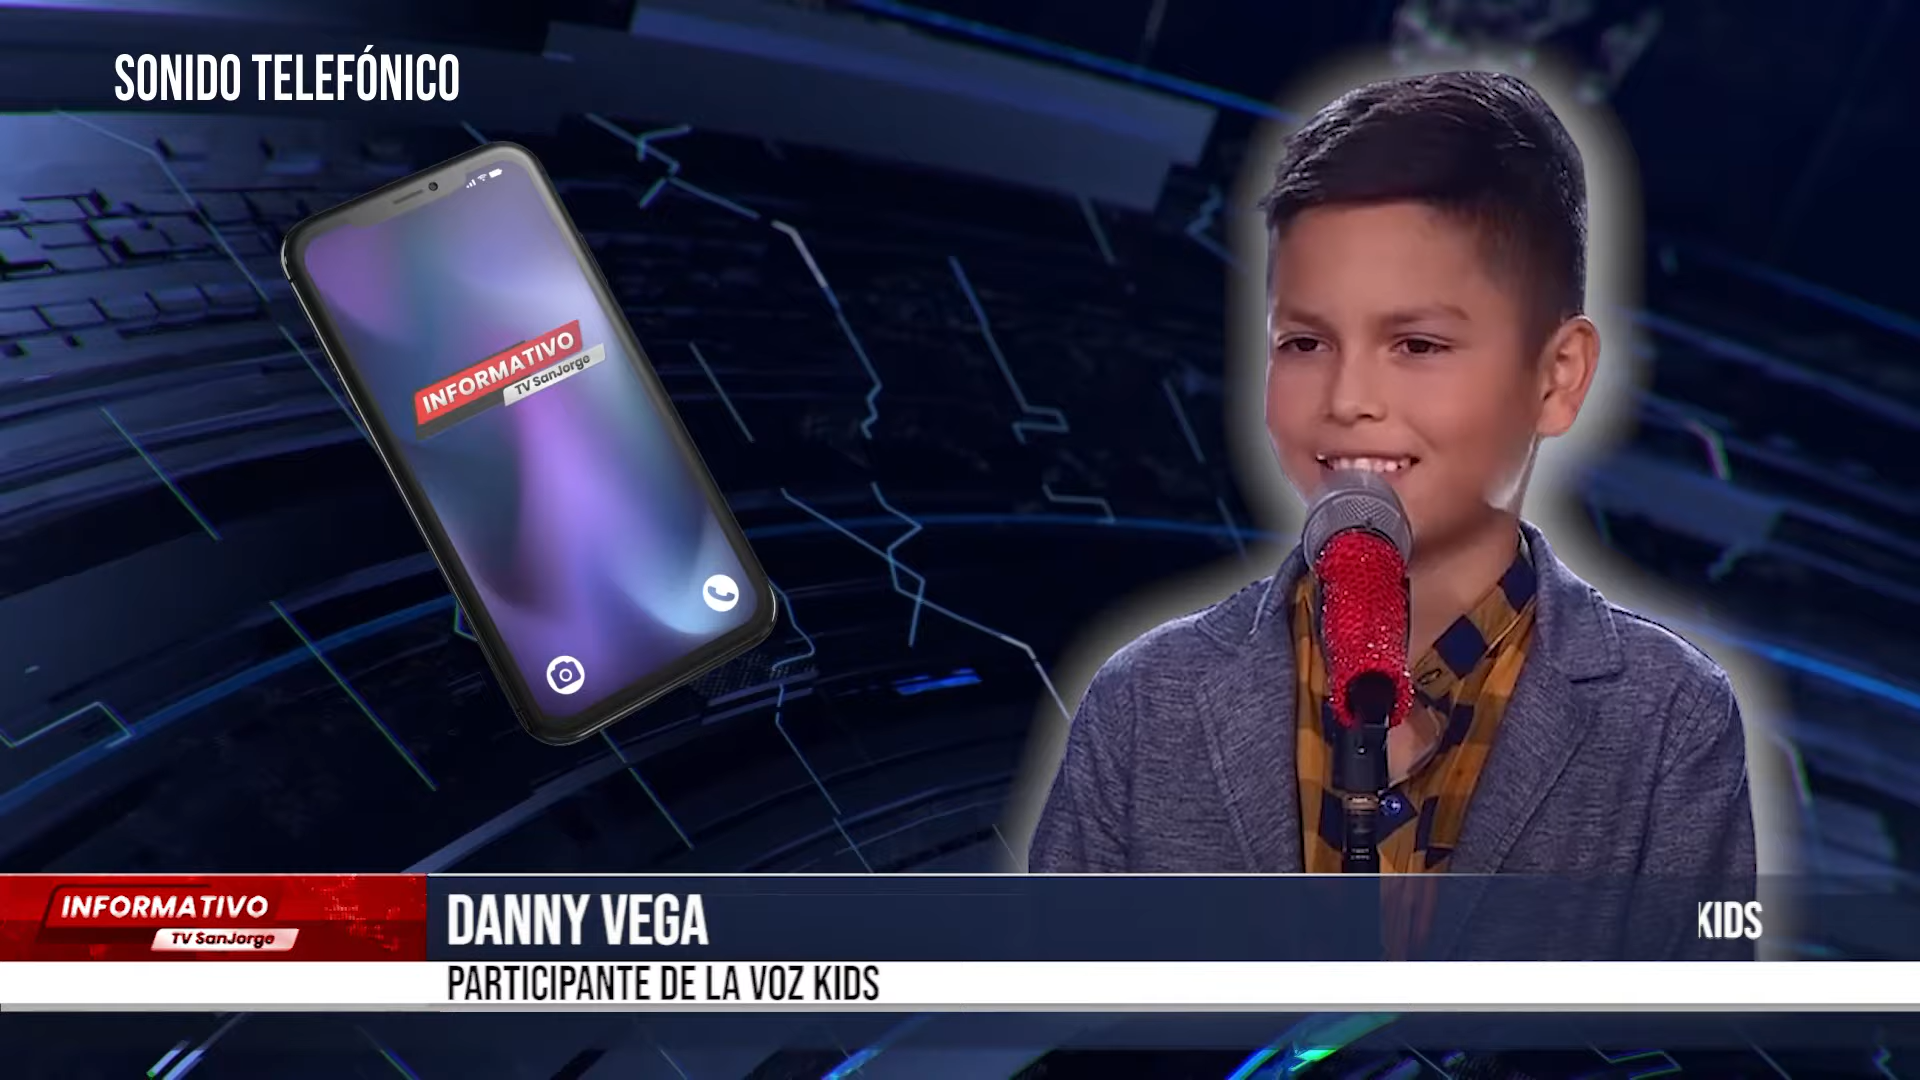 SONIDO TELEFÓNICO
INFORMATIVO
TV SanJorge
INFORMATIVO
TV SanJorge
DANNY VEGA
KIDS
PARTICIPANTE DE LA VOZ KIDS